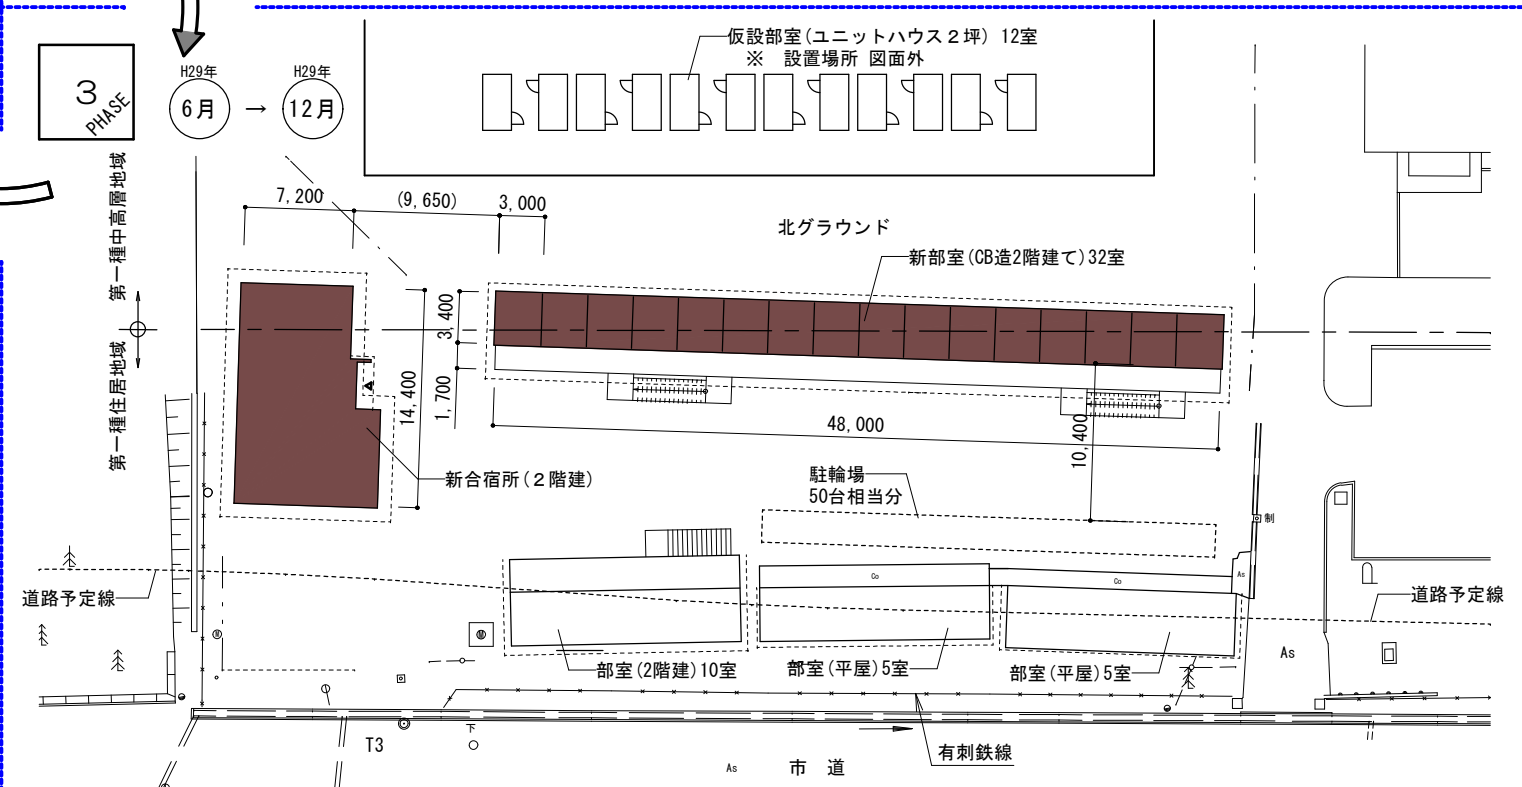 仮設部室(ユニットハウス２坪) 12室
※ 設置場所 図面外
3
PHASE
H29年
6月
→
H29年
12月
第一種中高層地域
第一種住居地域
7,200
(9,650)
3,000
北グラウンド
新部室(CB造2階建て)32室
3,400
1,700
14,400
48,000
10,400
新合宿所(２階建)
駐輪場
50台相当分
制
Co
Co
As
道路予定線
道路予定線
M
M
部室(2階建)10室
部室(平屋)5室
部室(平屋)5室
As
T3
下
有刺鉄線
As
市 道